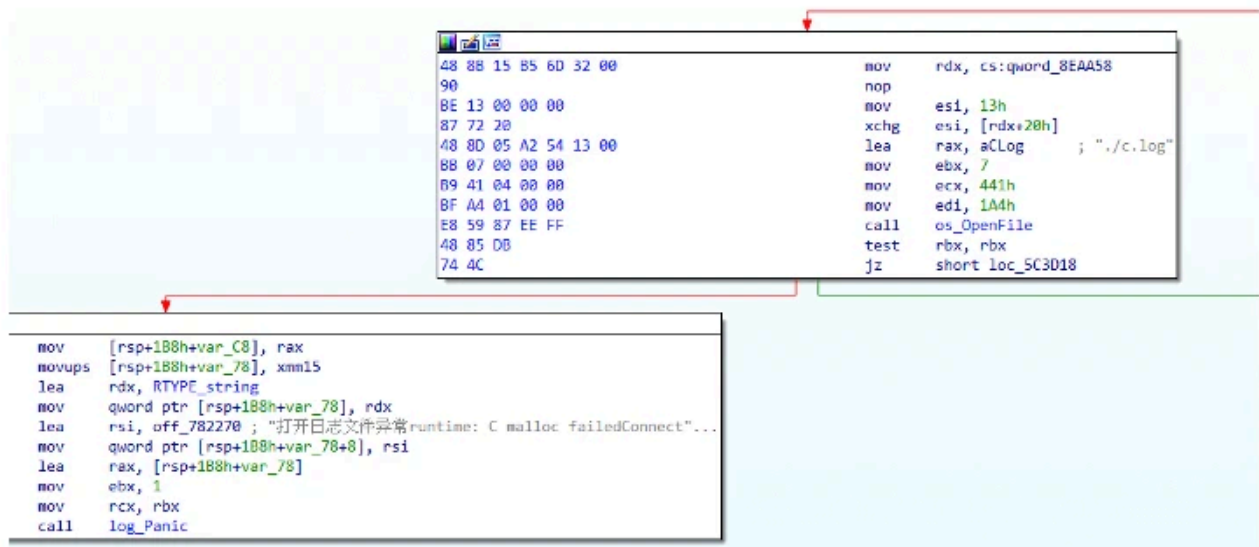 48 8B 15 B5 6D 32 00 mov rdx, cs:qword_8EAA58
90 nop
BE 13 00 00 00 mov esi, 13h
87 72 20 xchg esi, [rdx+20h]
48 8D 05 A2 54 13 00 lea rax, aCLog ; "./c.log"
BB 07 00 00 00 mov ebx, 7
B9 41 04 00 00 mov ecx, 441h
BF A4 01 00 00 mov edi, 1A4h
E8 59 87 EE FF call os_OpenFile
48 85 DB test rbx, rbx
74 4C jz short loc_5C3D18
mov [rsp+1B8h+var_C8], rax
movups [rsp+1B8h+var_78], xmm15
lea rdx, RTYPE_string
mov qword ptr [rsp+1B8h+var_78], rdx
lea rsi, off_782270 ; "打开日志文件异常runtime: C malloc failedConnect"...
mov qword ptr [rsp+1B8h+var_78+8], rsi
lea rax, [rsp+1B8h+var_78]
mov ebx, 1
mov rcx, rbx
call log_Panic